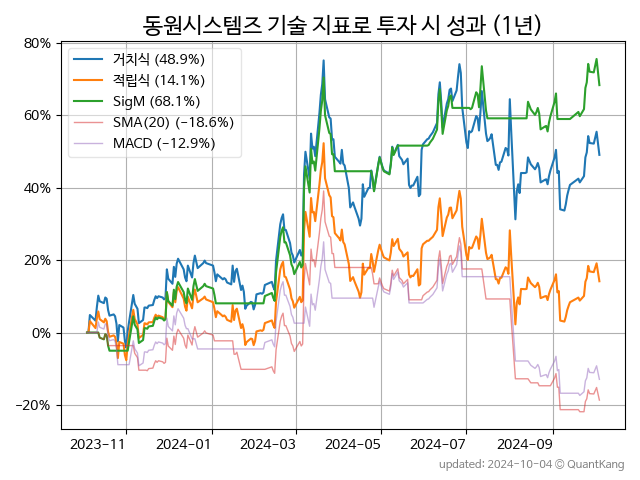 동원시스템즈 기술 지표로 투자 시 성과 (1년)
거치식 (48.9%)
적립식 (14.1%)
SigM (68.1%)
SMA(20) (−18.6%)
MACD (−12.9%)
80%
60%
40%
20%
0%
−20%
2023-11
2024-01
2024-03
2024-05
2024-07
2024-09
updated: 2024-10-04 © QuantKang